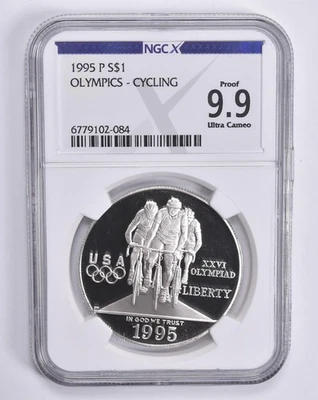 NGCX
1995 P S$1
OLYMPICS - CYCLING
6779102-084
Proof
9.9
Ultra Cameo
USA
XXVI
OLYMPIAD
LIBERTY
IN GOD WE TRUST
1995